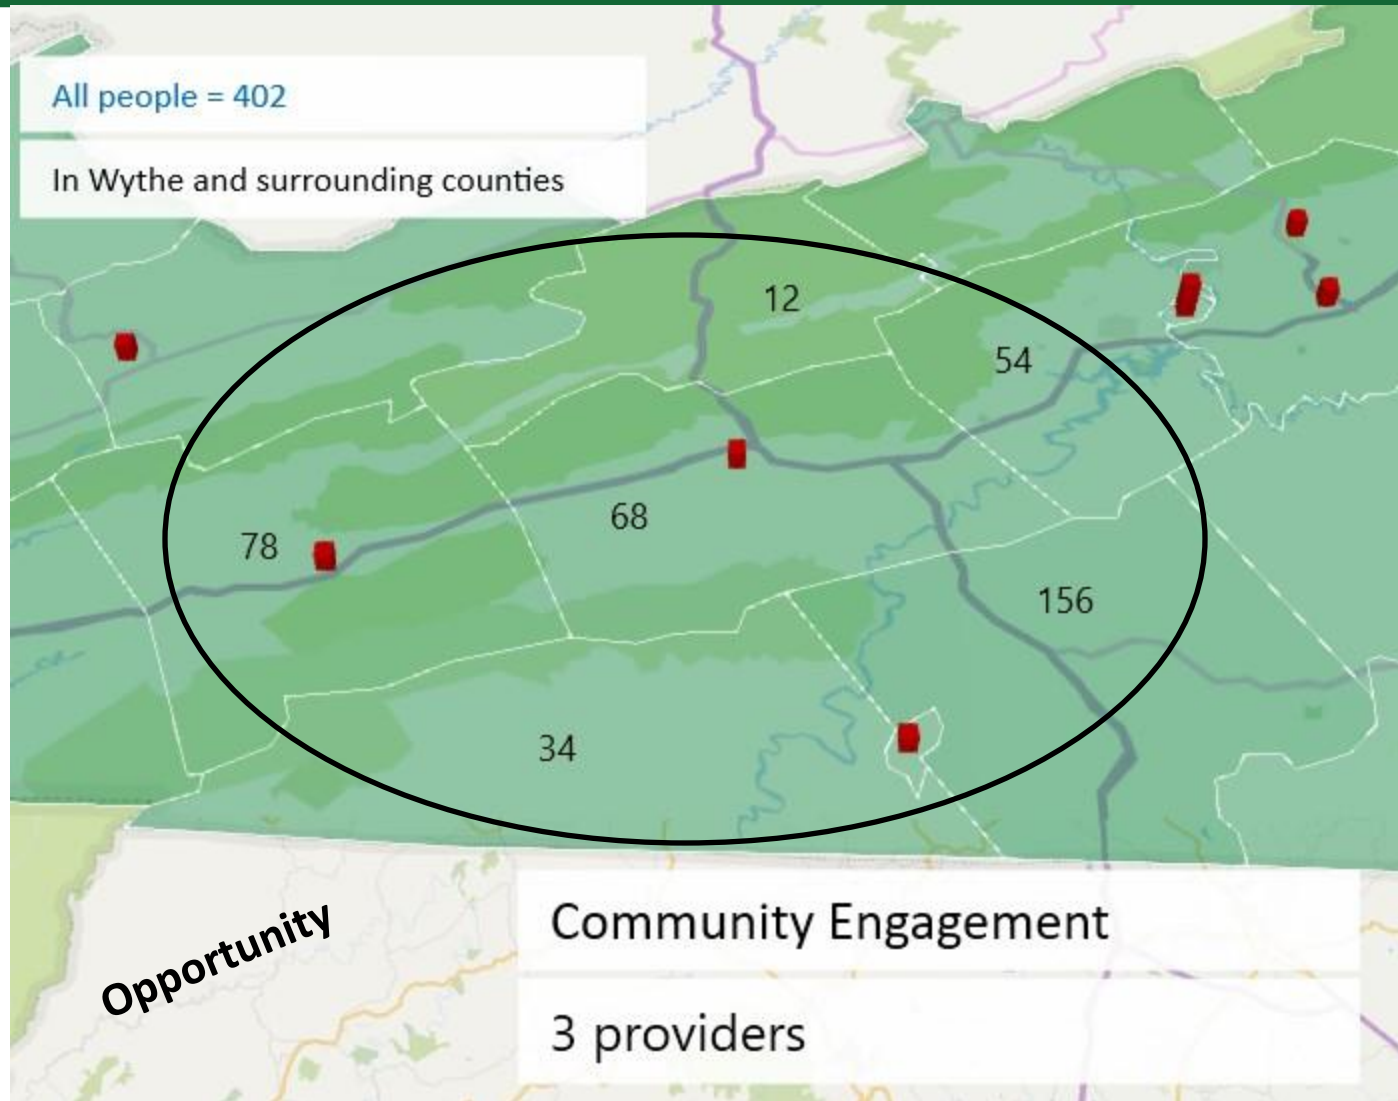 All people = 402
In Wythe and surrounding counties
12
54
68
78
156
34
Opportunity
Community Engagement
3 providers